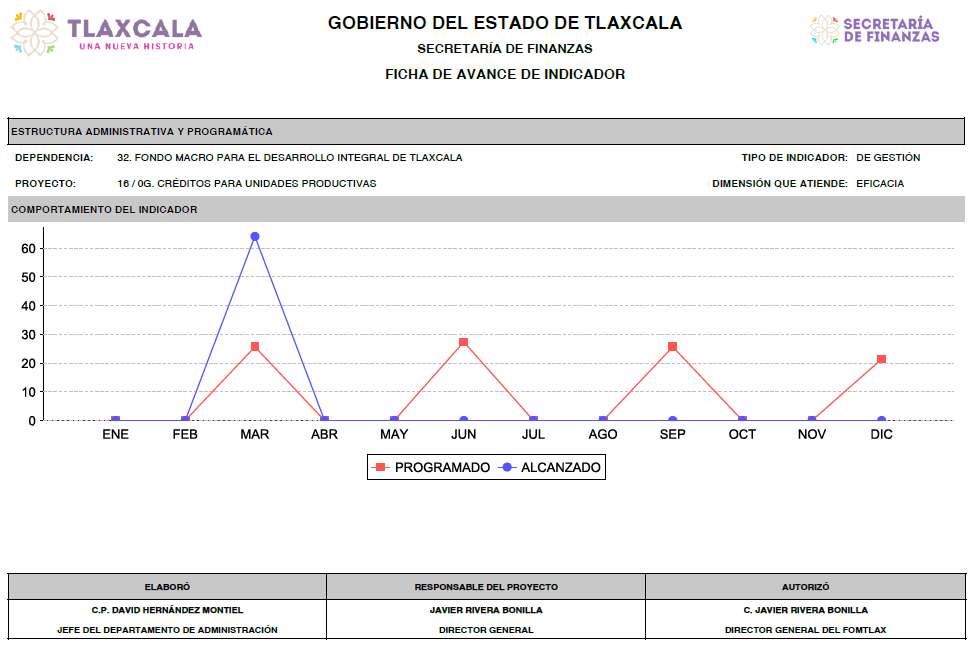 TLAXCALA
UNA NUEVA HISTORIA
GOBIERNO DEL ESTADO DE TLAXCALA
SECRETARÍA DE FINANZAS
FICHA DE AVANCE DE INDICADOR
SECRETARÍA
DE FINANZAS
ESTRUCTURA ADMINISTRATIVA Y PROGRAMÁTICA
DEPENDENCIA: 32. FONDO MACRO PARA EL DESARROLLO INTEGRAL DE TLAXCALA TIPO DE INDICADOR: DE GESTIÓN
PROYECTO: 16 / 0G. CRÉDITOS PARA UNIDADES PRODUCTIVAS DIMENSIÓN QUE ATIENDE: EFICACIA
COMPORTAMIENTO DEL INDICADOR
60
50
40
30
20
10
0
ENE FEB MAR ABR MAY JUN JUL AGO SEP OCT NOV DIC
PROGRAMADO ALCANZADO
ELABORÓ RESPONSABLE DEL PROYECTO AUTORIZÓ
C.P. DAVID HERNÁNDEZ MONTIEL JAVIER RIVERA BONILLA C. JAVIER RIVERA BONILLA
JEFE DEL DEPARTAMENTO DE ADMINISTRACIÓN DIRECTOR GENERAL DIRECTOR GENERAL DEL FOMTLAX